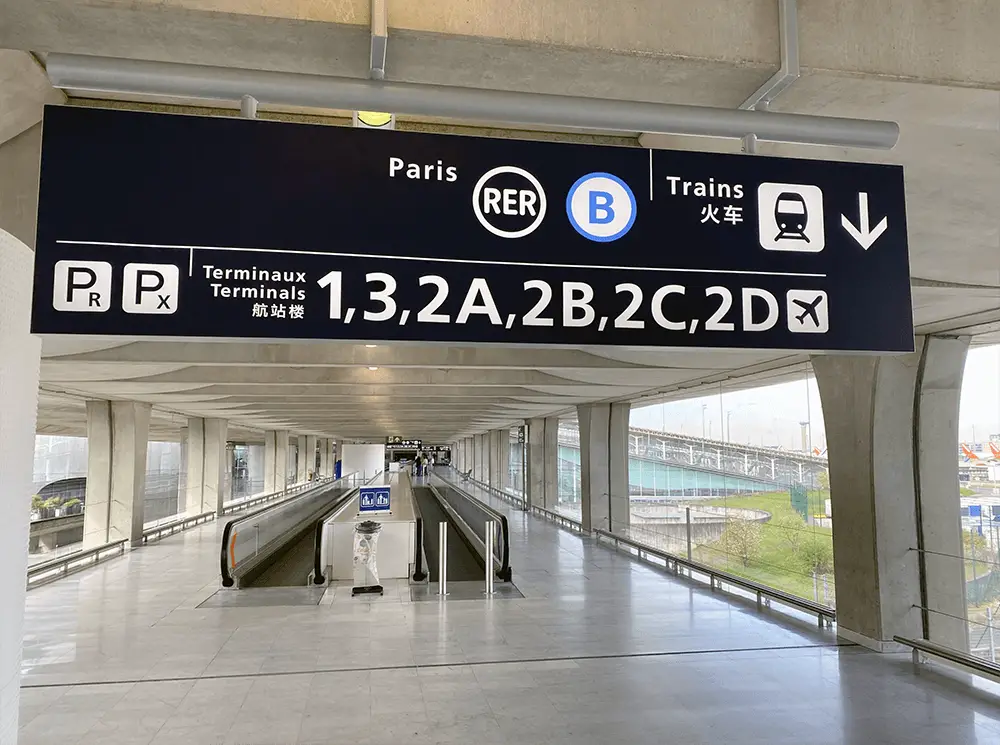 Paris RER B
Trains
火车
PR PX
Terminaux
Terminals
航站楼
1,3,2A,2B,2C,2D